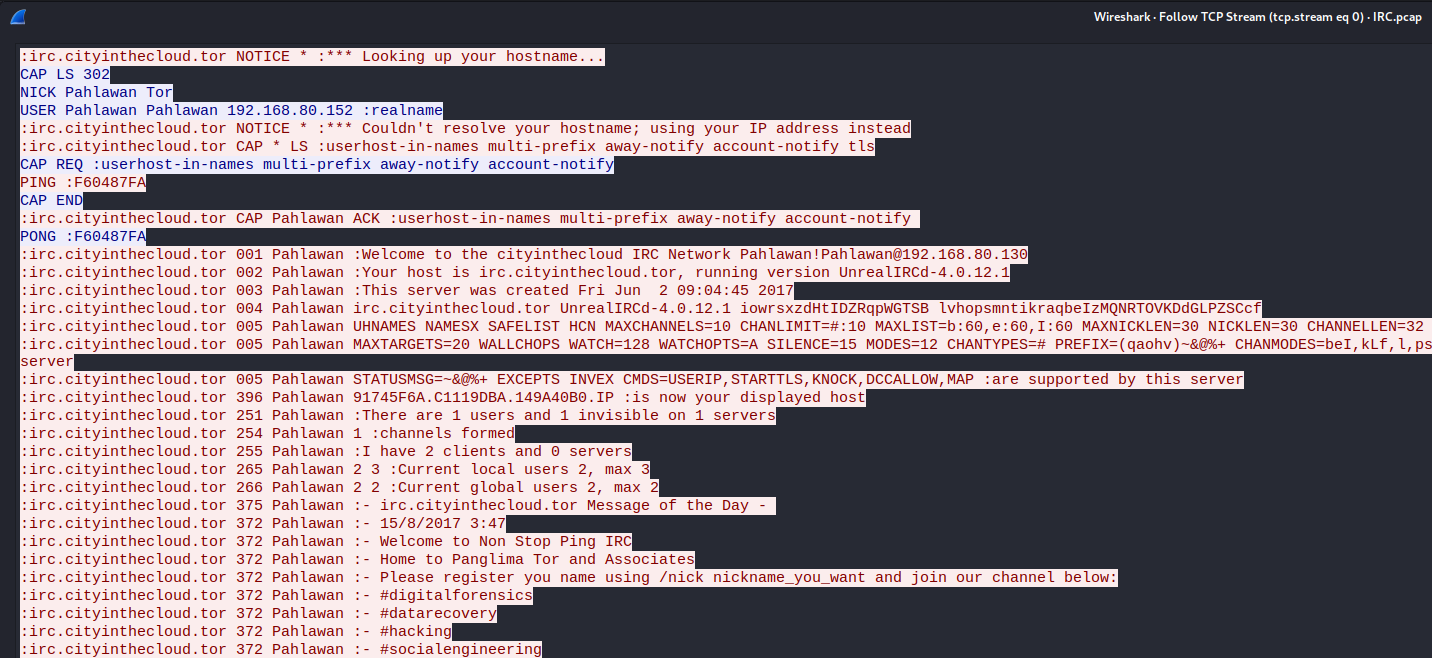 Wireshark · Follow TCP Stream (tcp.stream eq 0) · IRC.pcap
:irc.cityinthecloud.tor NOTICE * :*** Looking up your hostname...
CAP LS 302
NICK Pahlawan Tor
USER Pahlawan Pahlawan 192.168.80.152 :realname
:irc.cityinthecloud.tor NOTICE * :*** Couldn't resolve your hostname; using your IP address instead
:irc.cityinthecloud.tor CAP * LS :userhost-in-names multi-prefix away-notify account-notify tls
CAP REQ :userhost-in-names multi-prefix away-notify account-notify
PING :F60487FA
CAP END
:irc.cityinthecloud.tor CAP Pahlawan ACK :userhost-in-names multi-prefix away-notify account-notify
PONG :F60487FA
:irc.cityinthecloud.tor 001 Pahlawan :Welcome to the cityinthecloud IRC Network Pahlawan!Pahlawan@192.168.80.130
:irc.cityinthecloud.tor 002 Pahlawan :Your host is irc.cityinthecloud.tor, running version UnrealIRCd-4.0.12.1
:irc.cityinthecloud.tor 003 Pahlawan :This server was created Fri Jun  2 09:04:45 2017
:irc.cityinthecloud.tor 004 Pahlawan irc.cityinthecloud.tor UnrealIRCd-4.0.12.1 iowrsxzdHtIDZRqpWGTSB lvhopsmntikraqbeIzMQNRTOVKDdGLPZSCcf
:irc.cityinthecloud.tor 005 Pahlawan UHNAMES NAMESX SAFELIST HCN MAXCHANNELS=10 CHANLIMIT=#:10 MAXLIST=b:60,e:60,I:60 MAXNICKLEN=30 NICKLEN=30 CHANNELLEN=32
:irc.cityinthecloud.tor 005 Pahlawan MAXTARGETS=20 WALLCHOPS WATCH=128 WATCHOPTS=A SILENCE=15 MODES=12 CHANTYPES=# PREFIX=(qaohv)~&@%+ CHANMODES=beI,kLf,l,ps
server
:irc.cityinthecloud.tor 005 Pahlawan STATUSMSG=~&@%+ EXCEPTS INVEX CMDS=USERIP,STARTTLS,KNOCK,DCCALLOW,MAP :are supported by this server
:irc.cityinthecloud.tor 396 Pahlawan 91745F6A.C1119DBA.149A40B0.IP :is now your displayed host
:irc.cityinthecloud.tor 251 Pahlawan :There are 1 users and 1 invisible on 1 servers
:irc.cityinthecloud.tor 254 Pahlawan 1 :channels formed
:irc.cityinthecloud.tor 255 Pahlawan :I have 2 clients and 0 servers
:irc.cityinthecloud.tor 265 Pahlawan 2 3 :Current local users 2, max 3
:irc.cityinthecloud.tor 266 Pahlawan 2 2 :Current global users 2, max 2
:irc.cityinthecloud.tor 375 Pahlawan :- irc.cityinthecloud.tor Message of the Day -
:irc.cityinthecloud.tor 372 Pahlawan :- 15/8/2017 3:47
:irc.cityinthecloud.tor 372 Pahlawan :- Welcome to Non Stop Ping IRC
:irc.cityinthecloud.tor 372 Pahlawan :- Home to Panglima Tor and Associates
:irc.cityinthecloud.tor 372 Pahlawan :- Please register you name using /nick nickname_you_want and join our channel below:
:irc.cityinthecloud.tor 372 Pahlawan :- #digitalforensics
:irc.cityinthecloud.tor 372 Pahlawan :- #datarecovery
:irc.cityinthecloud.tor 372 Pahlawan :- #hacking
:irc.cityinthecloud.tor 372 Pahlawan :- #socialengineering